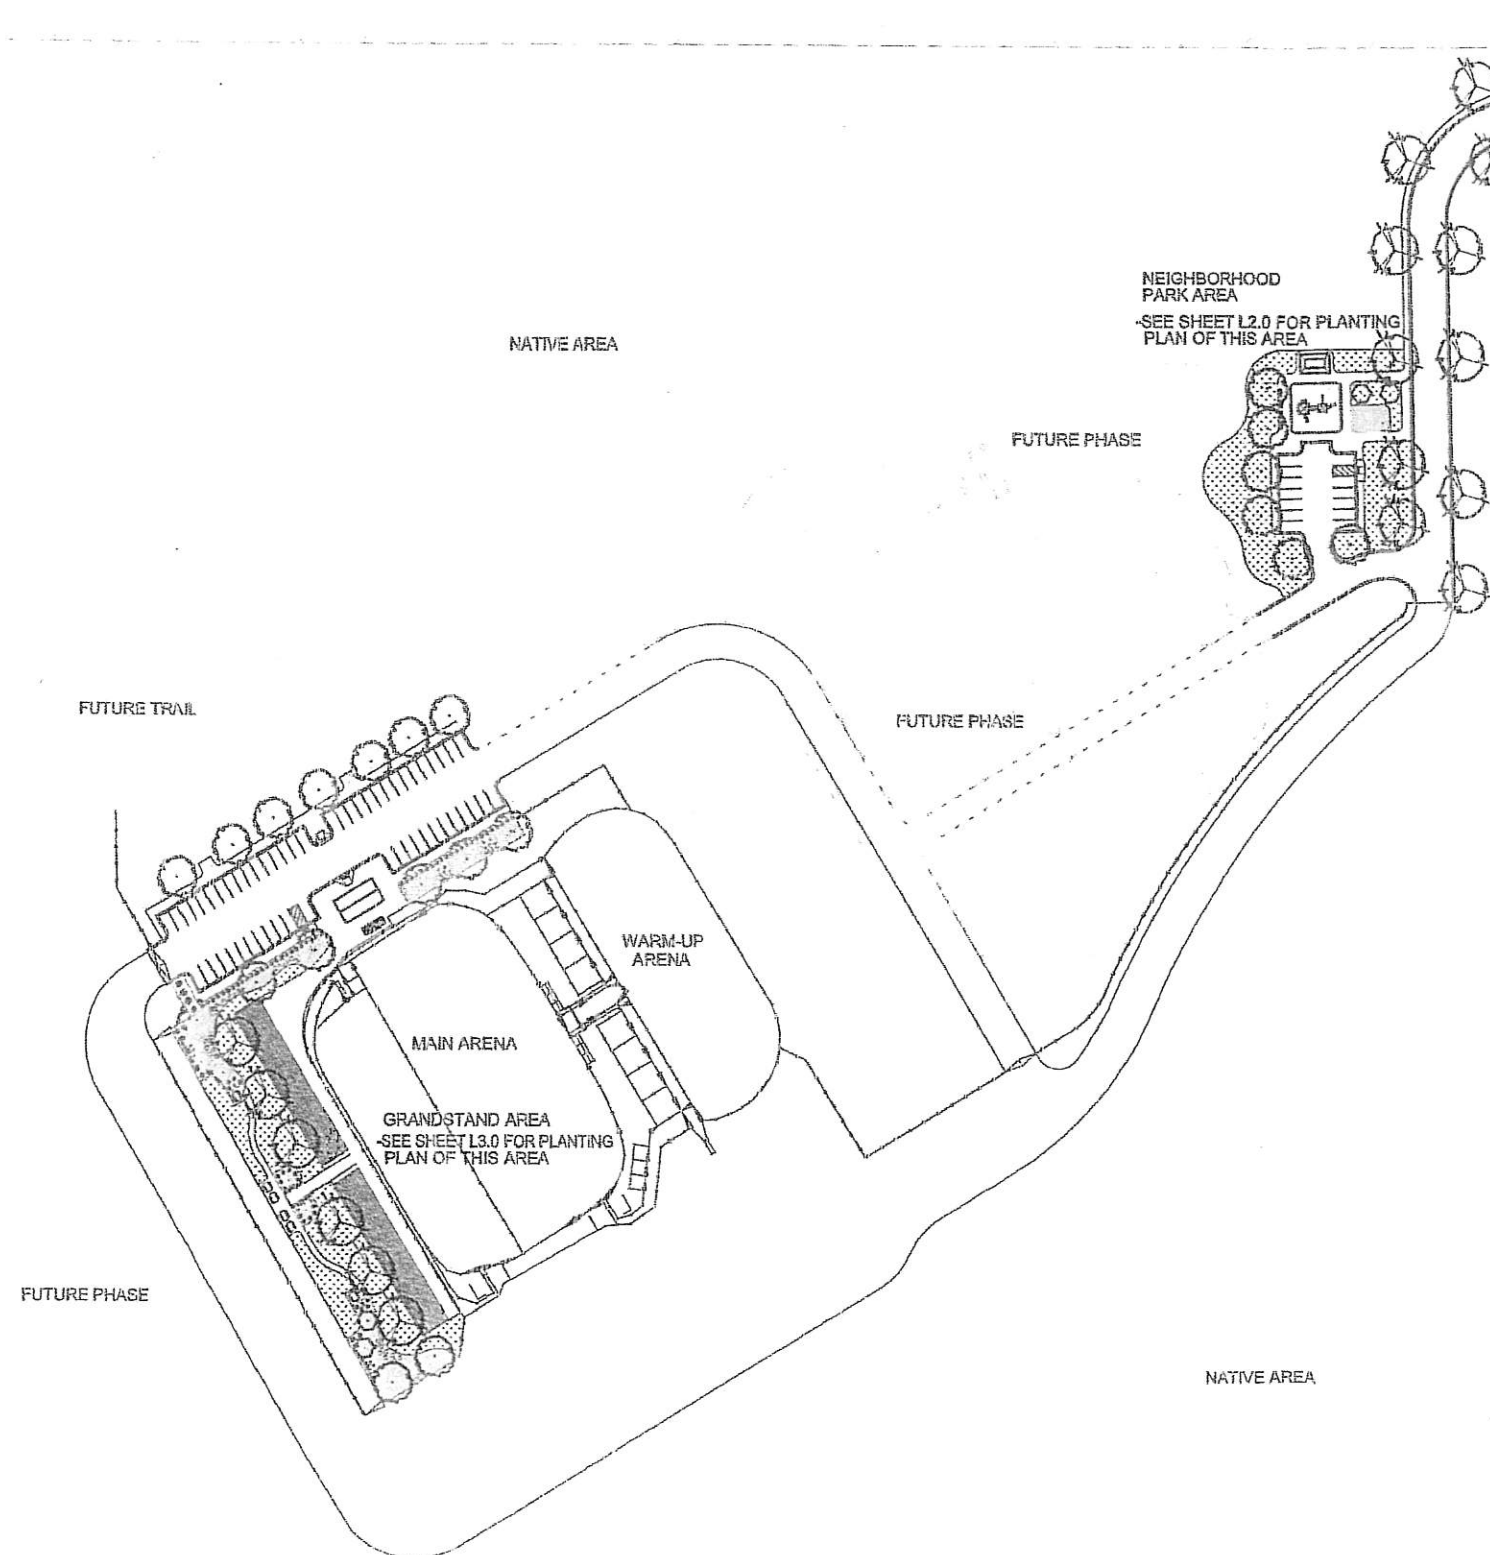 NEIGHBORHOOD
PARK AREA
-SEE SHEET L2.0 FOR PLANTING
PLAN OF THIS AREA
NATIVE AREA
FUTURE PHASE
FUTURE TRAIL
FUTURE PHASE
WARM-UP
ARENA
MAIN ARENA
GRANDSTAND AREA
-SEE SHEET L3.0 FOR PLANTING
PLAN OF THIS AREA
FUTURE PHASE
NATIVE AREA